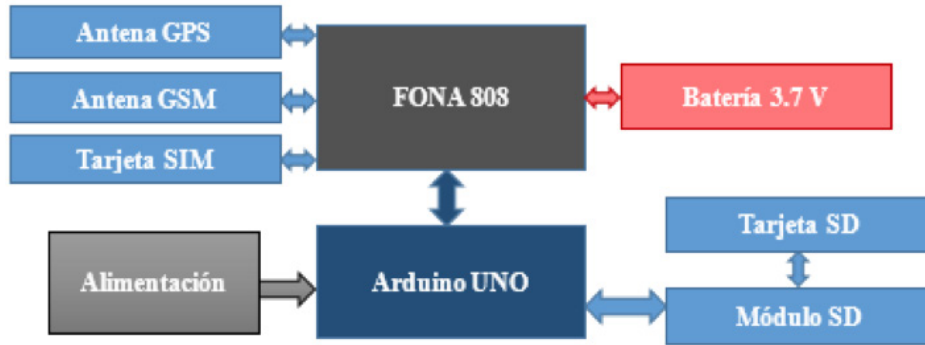 Antena GPS
Antena GSM
Tarjeta SIM
FONA 808
Batería 3.7 V
Alimentación
Arduino UNO
Tarjeta SD
Módulo SD